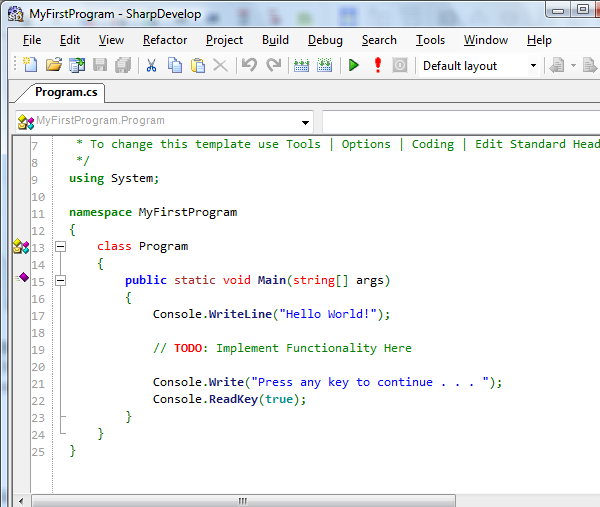 MyFirstProgram - SharpDevelop
File Edit View Refactor Project Build Debug Search Tools Window Help
Default layout
Program.cs
MyFirstProgram.Program
7 * To change this template use Tools | Options | Coding | Edit Standard Head
8 */
9 using System;
10
11 namespace MyFirstProgram
12 {
13 class Program
14 {
15 public static void Main(string[] args)
16 {
17 Console.WriteLine("Hello World!");
18
19 // TODO: Implement Functionality Here
20
21 Console.Write("Press any key to continue . . . ");
22 Console.ReadKey(true);
23 }
24 }
25 }